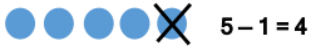 5 – 1 = 4